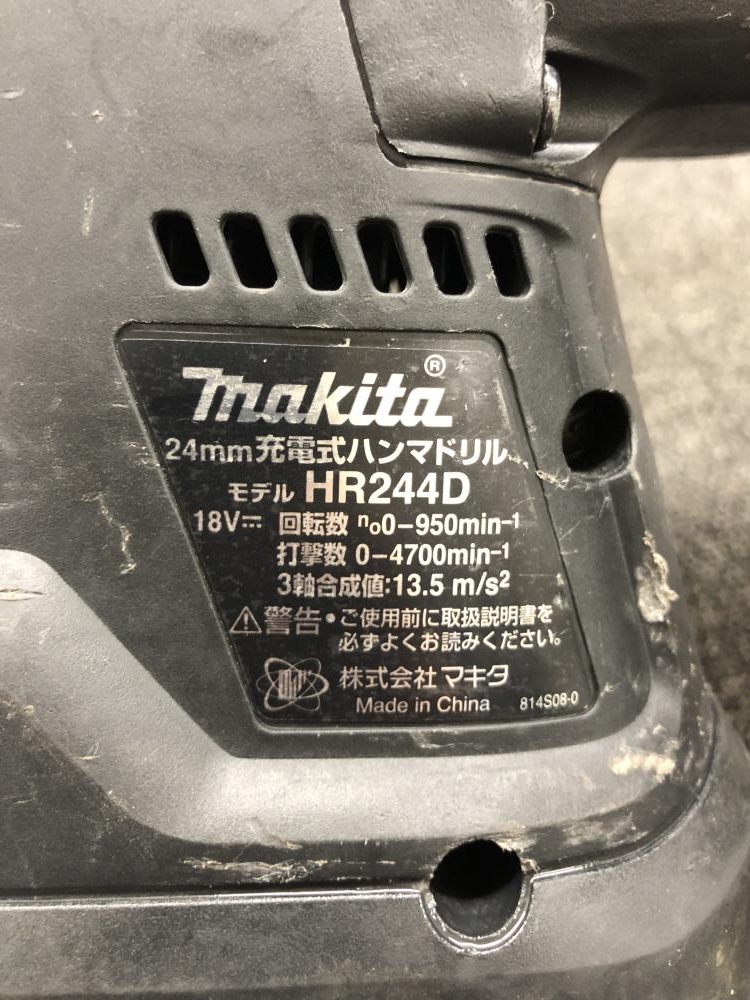 makita®
24mm充電式ハンマドリル
モデル HR244D
18V⎓ 回転数 n₀0-950min⁻¹
打撃数 0-4700min⁻¹
3軸合成値:13.5 m/s²
⚠警告・ご使用前に取扱説明書を
必ずよくお読みください。
株式会社 マキタ
Made in China 814S08-0